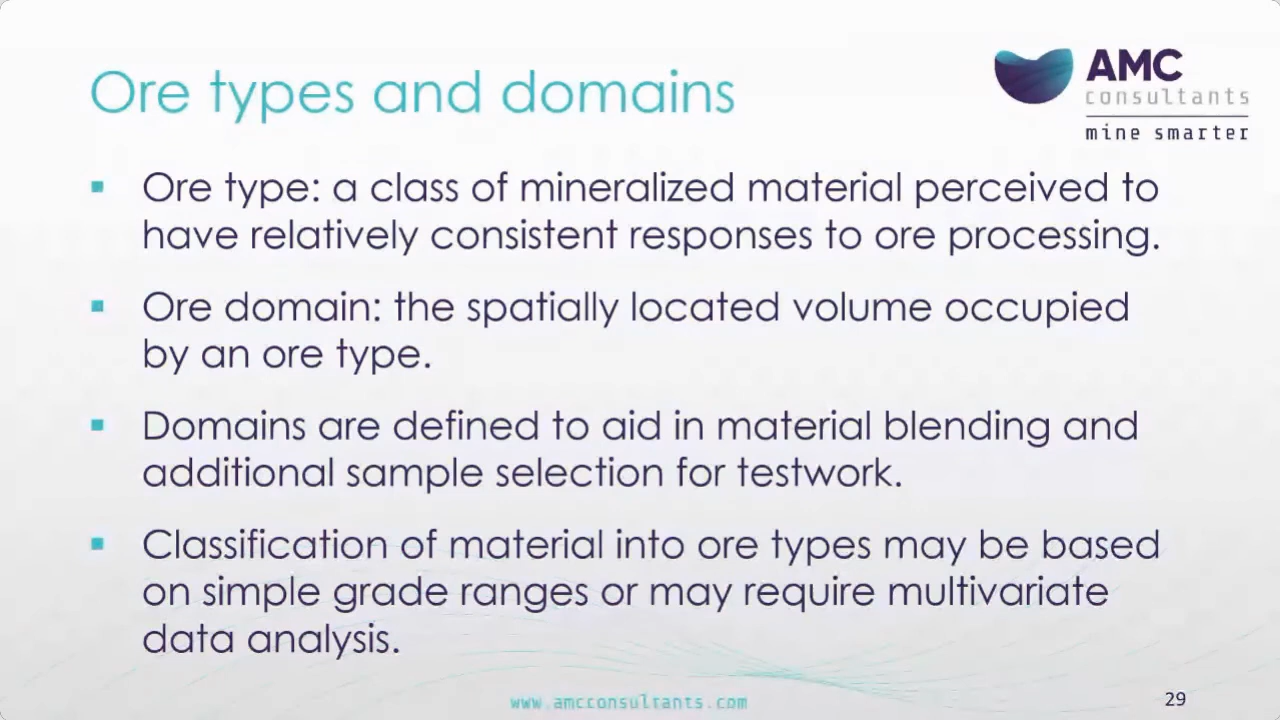 Ore types and domains
AMC
consultants
mine smarter
▪ Ore type: a class of mineralized material perceived to
have relatively consistent responses to ore processing.
▪ Ore domain: the spatially located volume occupied
by an ore type.
▪ Domains are defined to aid in material blending and
additional sample selection for testwork.
▪ Classification of material into ore types may be based
on simple grade ranges or may require multivariate
data analysis.
www.amcconsultants.com
29